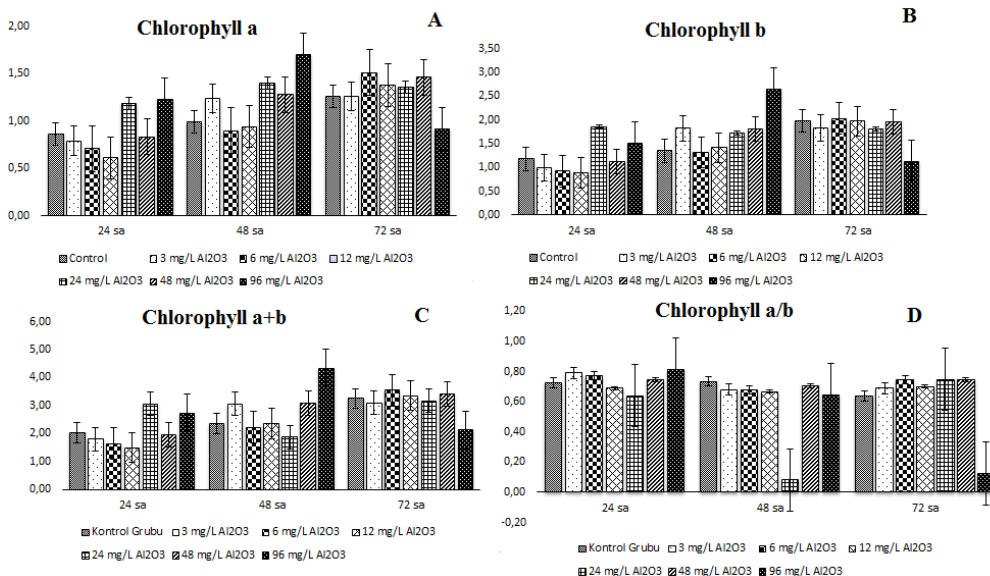 Chlorophyll a
A
2,00
1,50
1,00
0,50
0,00
24 sa 48 sa 72 sa
Control 3 mg/L Al2O3 6 mg/L Al2O3 12 mg/L Al2O3
24 mg/L Al2O3 48 mg/L Al2O3 96 mg/L Al2O3
Chlorophyll b
B
3,50
3,00
2,50
2,00
1,50
1,00
0,50
0,00
24 sa 48 sa 72 sa
Control 3 mg/L Al2O3 6 mg/L Al2O3 12 mg/L Al2O3
24 mg/L Al2O3 48 mg/L Al2O3 96 mg/L Al2O3
Chlorophyll a+b
C
6,00
5,00
4,00
3,00
2,00
1,00
0,00
24 sa 48 sa 72 sa
Kontrol Grubu 3 mg/L Al2O3 6 mg/L Al2O3 12 mg/L Al2O3
24 mg/L Al2O3 48 mg/L Al2O3 96 mg/L Al2O3
Chlorophyll a/b
D
1,20
1,00
0,80
0,60
0,40
0,20
0,00
-0,20
24 sa 48 sa 72 sa
Kontrol Grubu 3 mg/L Al2O3 6 mg/L Al2O3 12 mg/L Al2O3
24 mg/L Al2O3 48 mg/L Al2O3 96 mg/L Al2O3